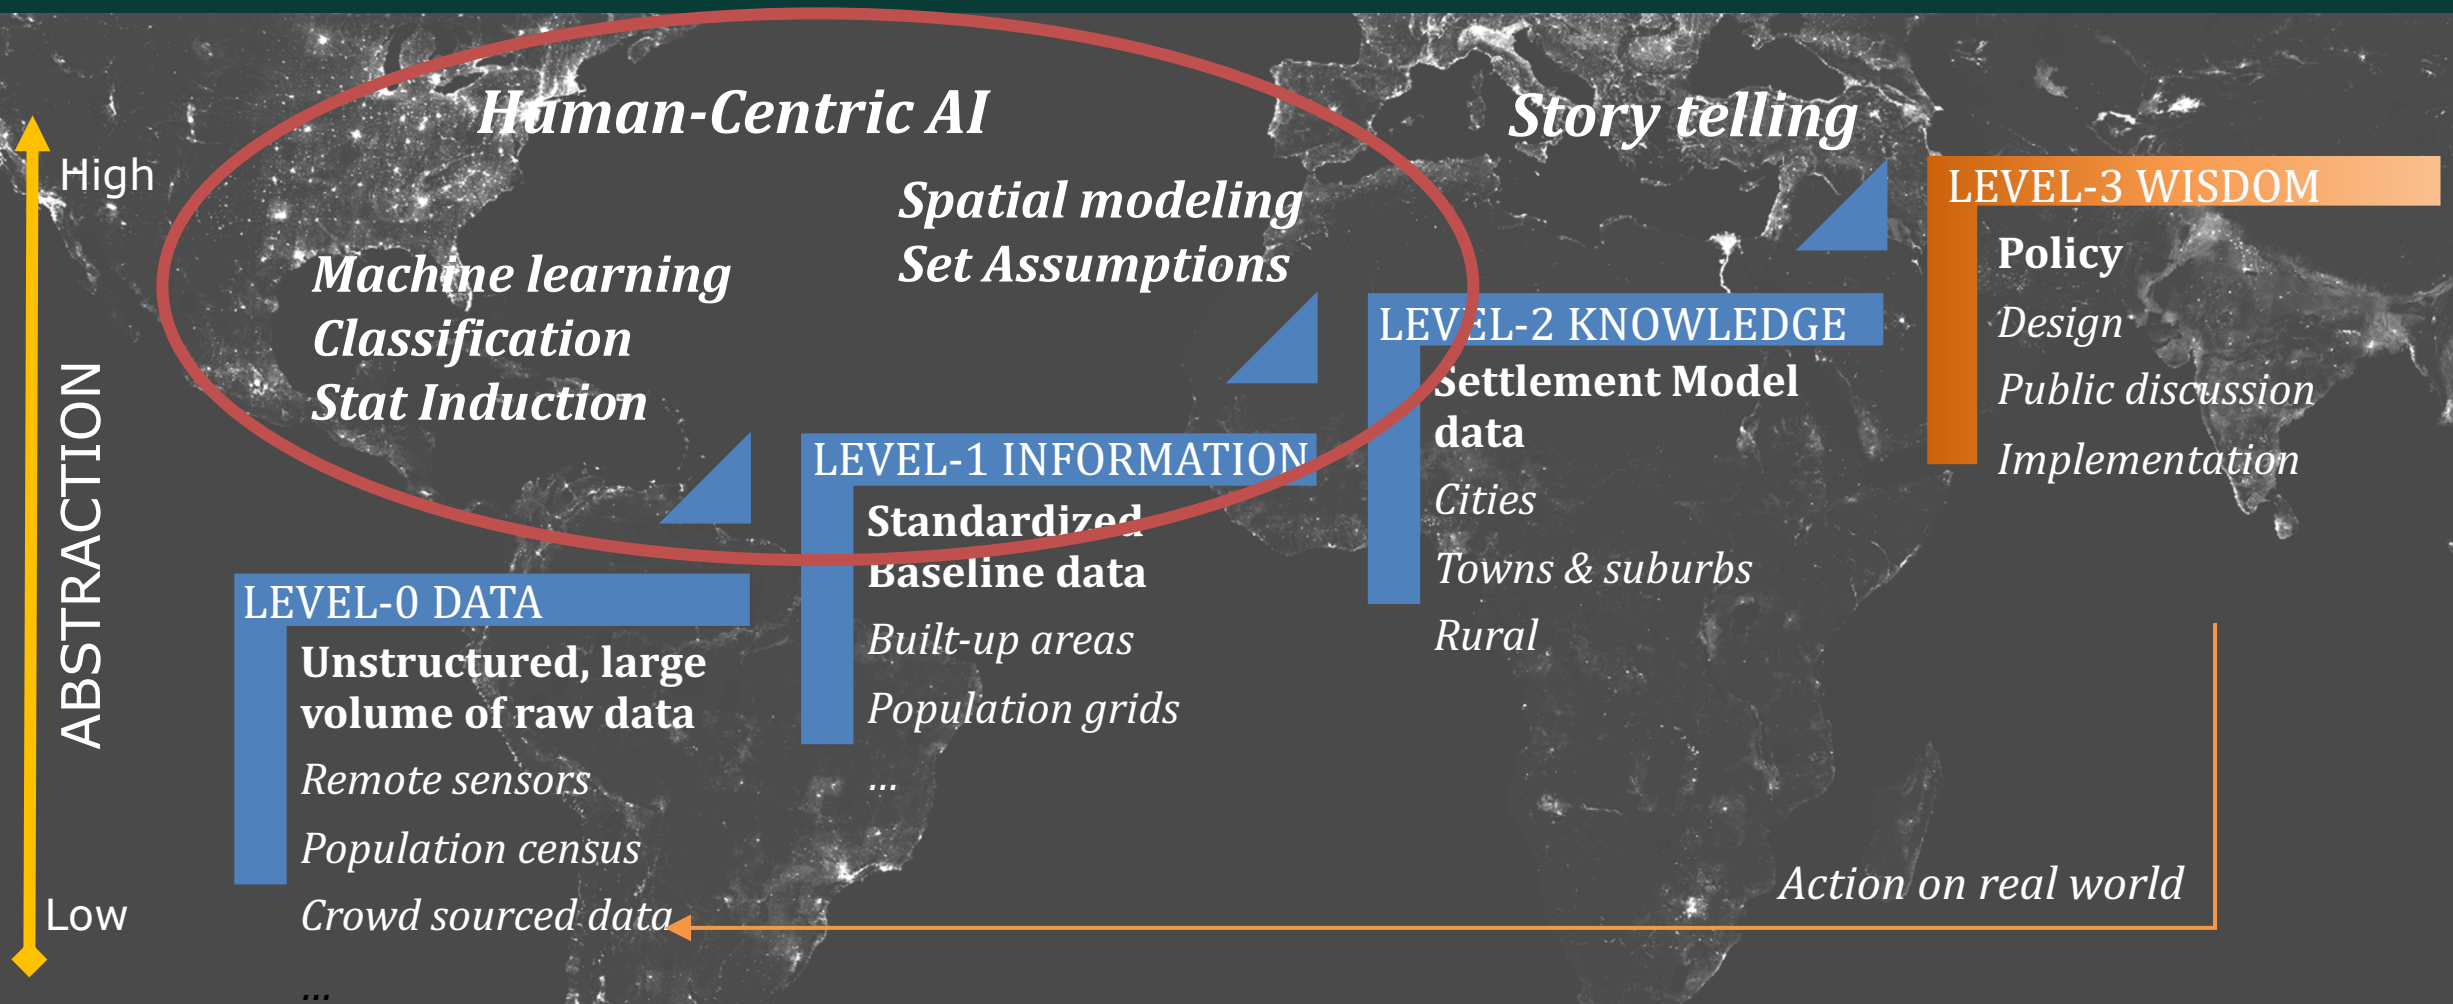 Human-Centric AI
Story telling
High
Spatial modeling
Set Assumptions
LEVEL-3 WISDOM
Policy
Design
Public discussion
Implementation
Machine learning
Classification
Stat Induction
LEVEL-2 KNOWLEDGE
Settlement Model
data
Cities
Towns & suburbs
Rural
ABSTRACTION
LEVEL-1 INFORMATION
Standardized
Baseline data
Built-up areas
Population grids
...
LEVEL-0 DATA
Unstructured, large
volume of raw data
Remote sensors
Population census
Crowd sourced data
...
Low
Action on real world